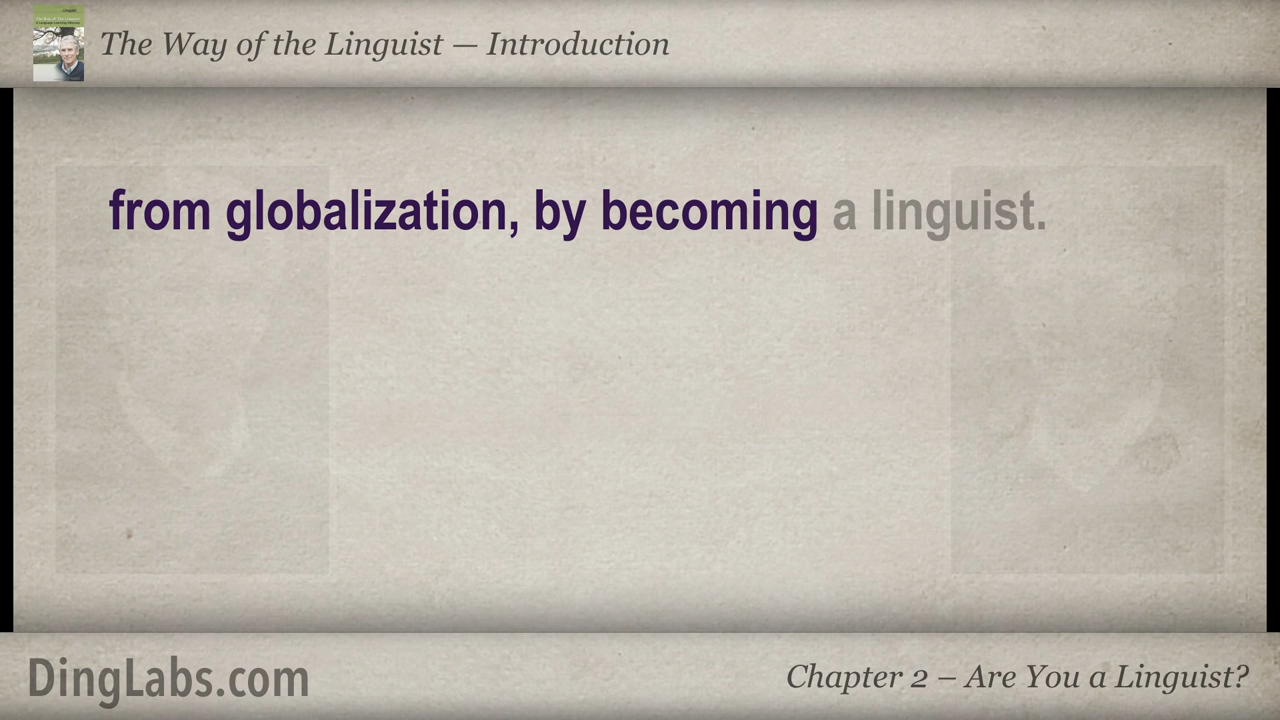 The Way of the Linguist — Introduction
from globalization, by becoming a linguist.
DingLabs.com
Chapter 2 – Are You a Linguist?